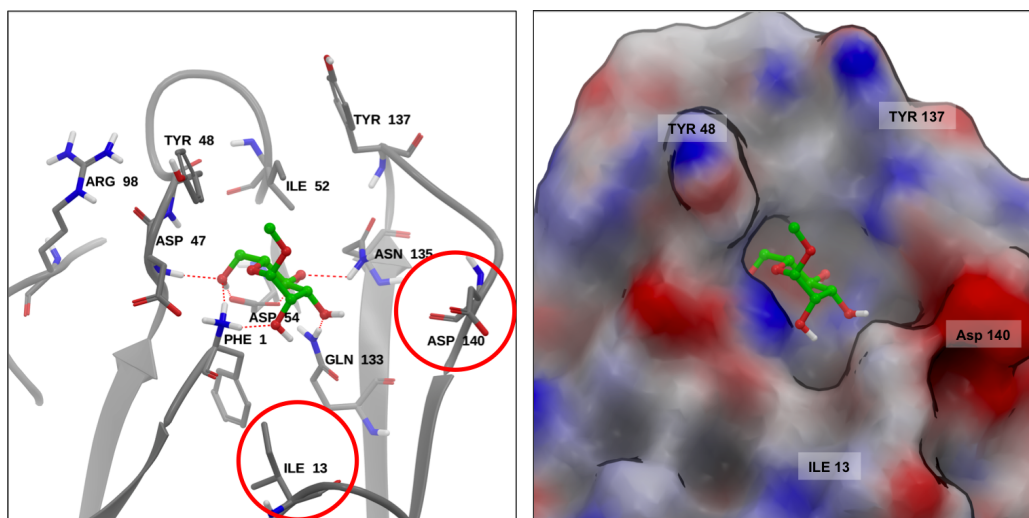 TYR 137
TYR 48
ARG 98
ILE 52
ASP 47
ASN 135
ASP 54
PHE 1
ASP 140
GLN 133
ILE 13
TYR 48
TYR 137
Asp 140
ILE 13